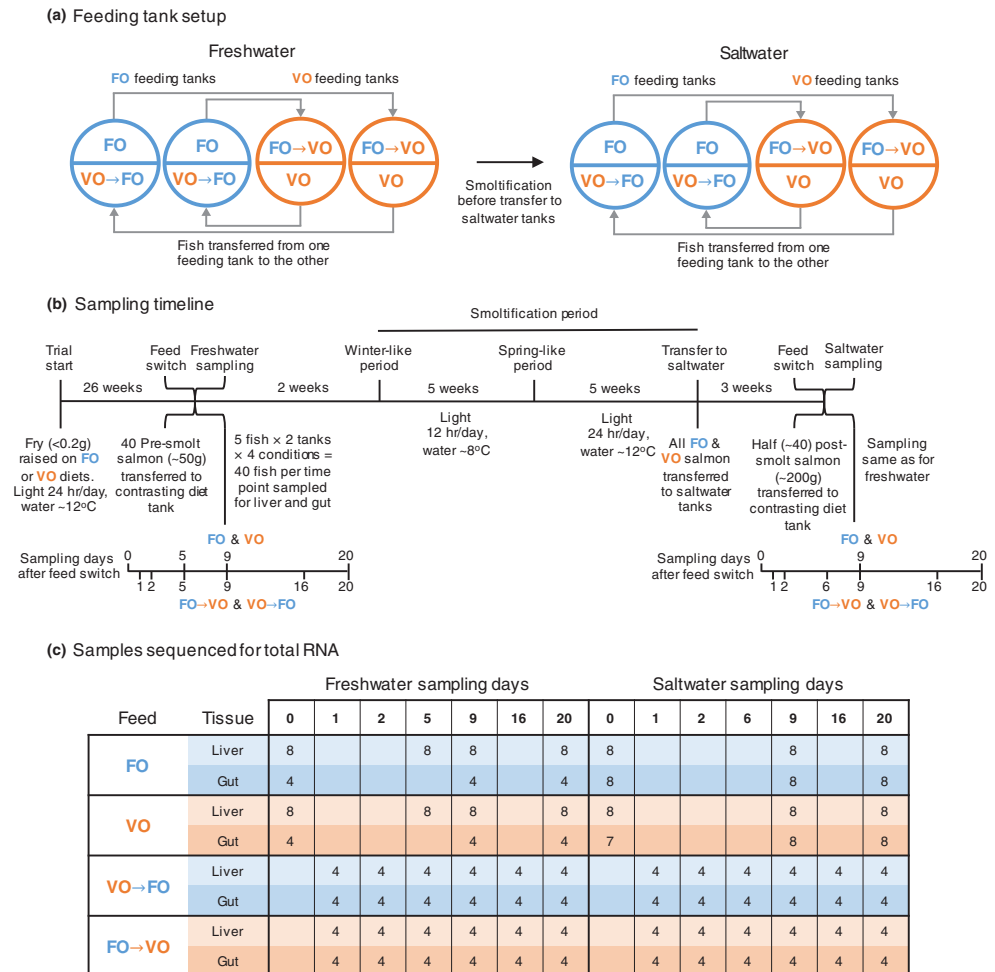 (a) Feeding tank setup
Freshwater
Saltwater
FO feeding tanks
VO feeding tanks
FO feeding tanks
VO feeding tanks
FO
FO
FO→VO
FO→VO
VO→FO
VO→FO
VO
VO
Smoltification
before transfer to
saltwater tanks
FO
FO
FO→VO
FO→VO
VO→FO
VO→FO
VO
VO
Fish transferred from one
feeding tank to the other
Fish transferred from one
feeding tank to the other
(b) Sampling timeline
Smoltification period
Trial
start
Feed
switch
Freshwater
sampling
Winter-like
period
Spring-like
period
Transfer to
saltwater
Feed
switch
Saltwater
sampling
26 weeks
2 weeks
5 weeks
5 weeks
3 weeks
Fry (<0.2g)
raised on FO
or VO diets.
Light 24 hr/day,
water ~12ºC
40 Pre-smolt
salmon (~50g)
transferred to
contrasting diet
tank
5 fish × 2 tanks
× 4 conditions =
40 fish per time
point sampled
for liver and gut
Light
12 hr/day,
water ~8ºC
Light
24 hr/day,
water ~12ºC
All FO &
VO salmon
transferred
to saltwater
tanks
Half (~40) post-
smolt salmon
(~200g)
transferred to
contrasting diet
tank
Sampling
same as for
freshwater
FO & VO
0 5 9 20
Sampling days
after feed switch
1 2 5 9 16 20
FO→VO & VO→FO
FO & VO
0 9 20
Sampling days
after feed switch
1 2 6 9 16 20
FO→VO & VO→FO
(c) Samples sequenced for total RNA
Freshwater sampling days Saltwater sampling days
Feed Tissue 0 1 2 5 9 16 20 0 1 2 6 9 16 20
FO
Liver 8 8 8 8 8 8 8
Gut 4 4 4 8 8 8
VO
Liver 8 8 8 8 8 8 8
Gut 4 4 4 7 8 8
VO→FO
Liver 4 4 4 4 4 4 4 4 4 4 4 4
Gut 4 4 4 4 4 4 4 4 4 4 4 4
FO→VO
Liver 4 4 4 4 4 4 4 4 4 4 4 4
Gut 4 4 4 4 4 4 4 4 4 4 4 4